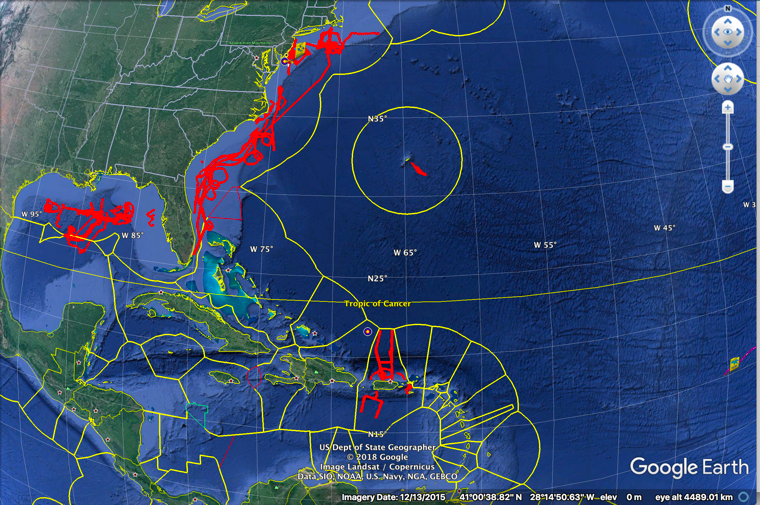 N
N35°
W 95°
W 85°
W 75°
W 65°
W 55°
W 45°
W 3
N25°
Tropic of Cancer
N15°
US Dept of State Geographer
© 2018 Google
Image Landsat / Copernicus
Data SIO, NOAA, U.S. Navy, NGA, GEBCO
Google Earth
Imagery Date: 12/13/2015 41°00'38.82" N 28°14'50.63" W elev 0 m eye alt 4489.01 km